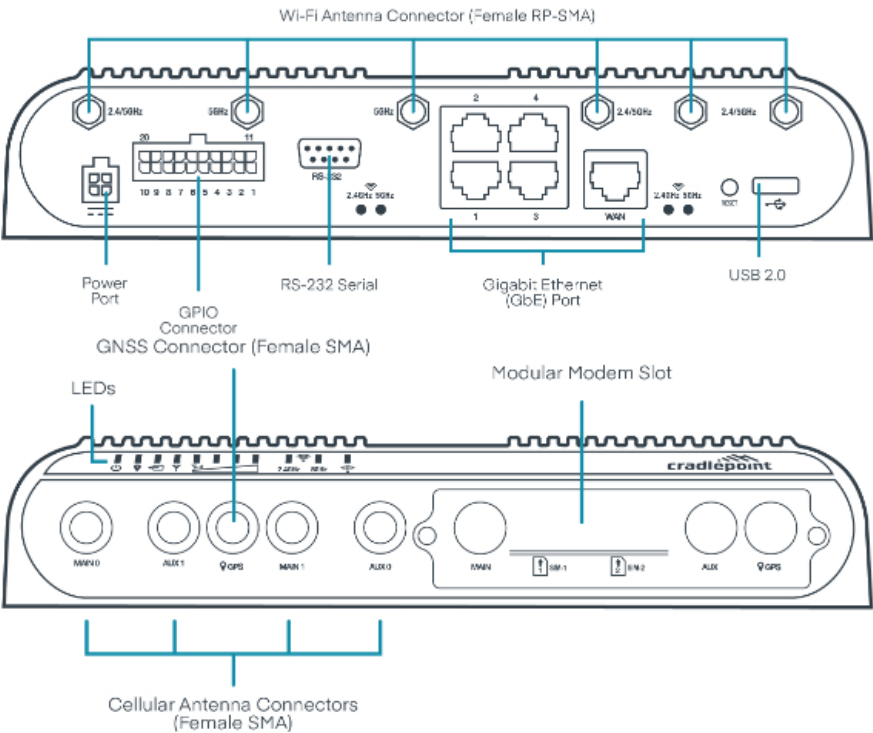 Wi-Fi Antenna Connector (Female RP-SMA)
2.4/5GHz
5GHz
5GHz
2.4/5GHz
2.4/5GHz
2
4
20
11
RS-232
10 9 8 7 6 5 4 3 2 1
2.4GHz 5GHz
2.4GHz 5GHz
RESET
1
3
WAN
Power
Port
GPIO
Connector
RS-232 Serial
Gigabit Ethernet
(GbE) Port
USB 2.0
GNSS Connector (Female SMA)
LEDs
Modular Modem Slot
2.4GHz
5GHz
cradlepoint
MAIN 0
AUX 1
GPS
MAIN 1
AUX 0
MAIN
1
SIM-1
2
SIM-2
AUX
GPS
Cellular Antenna Connectors
(Female SMA)